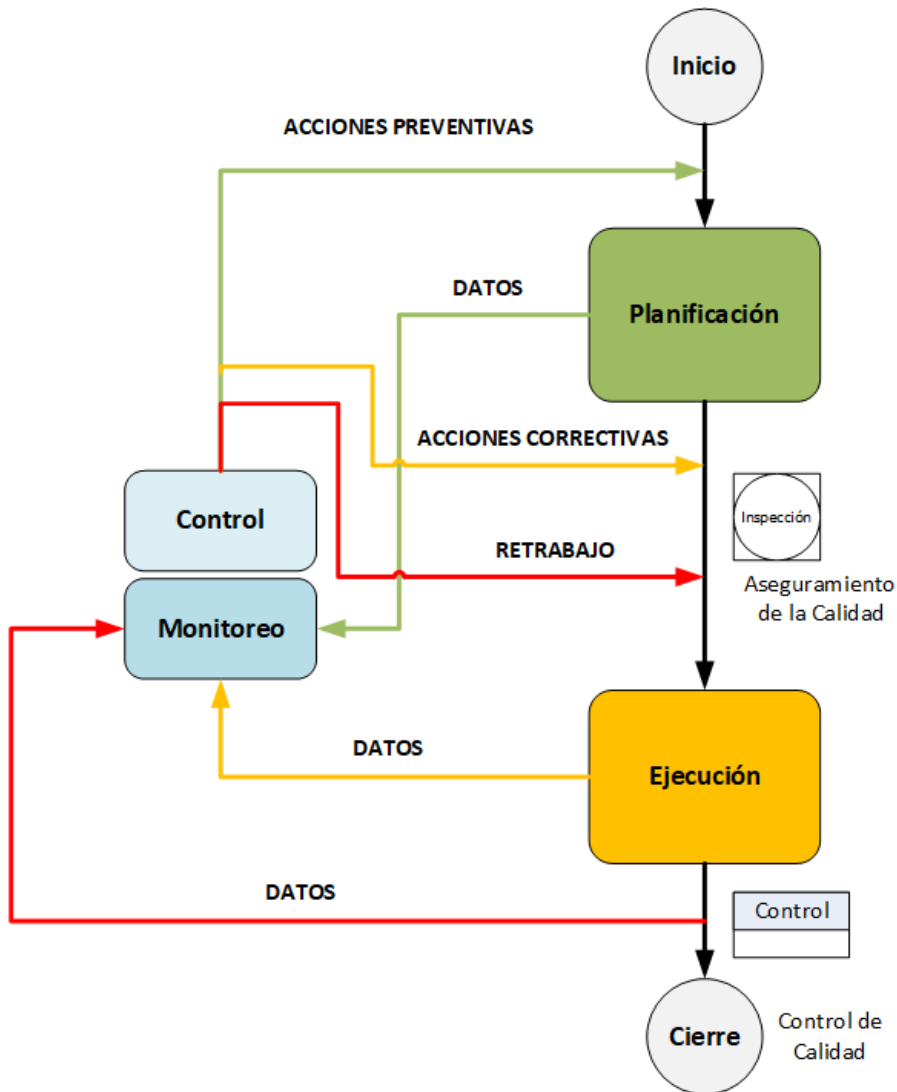 Inicio
ACCIONES PREVENTIVAS
DATOS
Planificación
ACCIONES CORRECTIVAS
Control
Inspección
RETRABAJO
Aseguramiento
de la Calidad
Monitoreo
DATOS
Ejecución
DATOS
Control
Cierre
Control de
Calidad